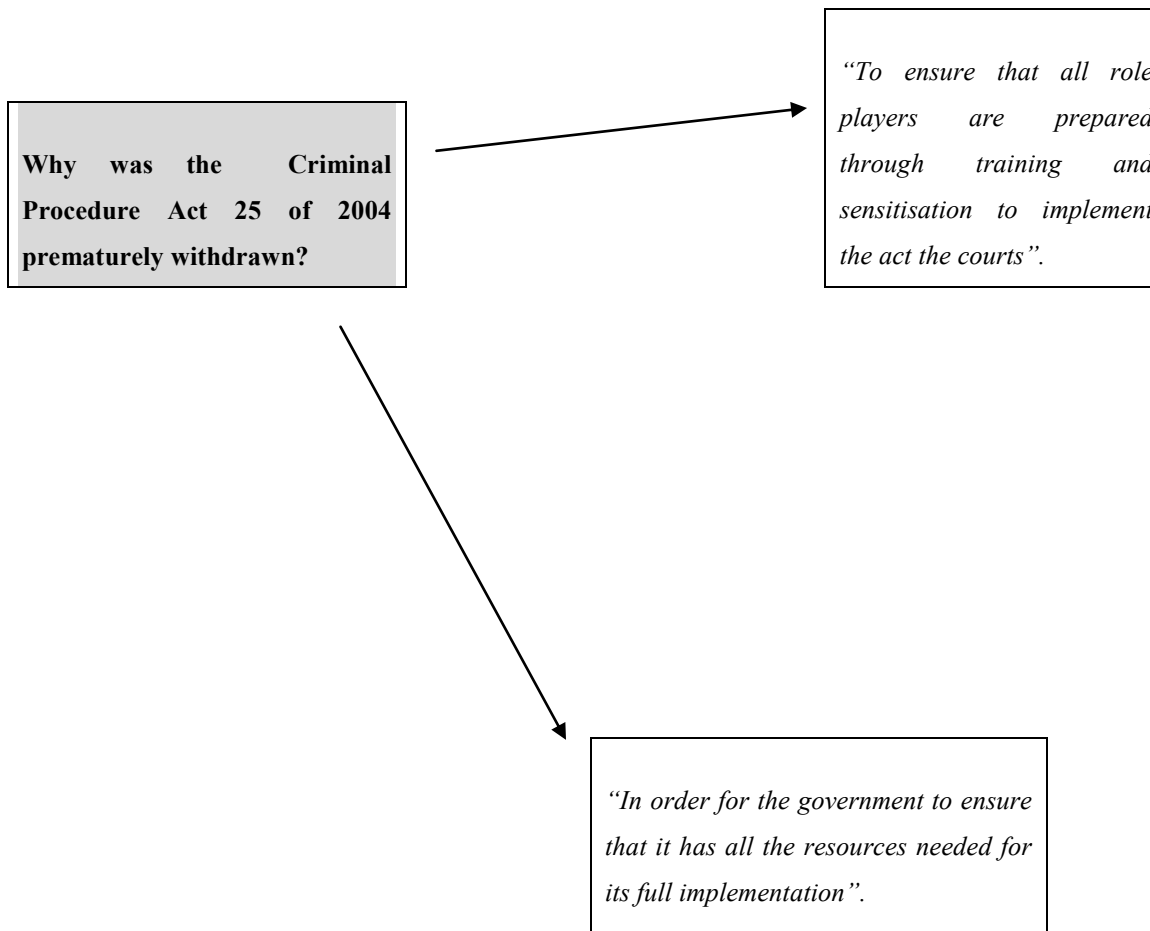 “To ensure that all role
players are prepared
through training and
sensitisation to implement
the act the courts”.
Why was the Criminal
Procedure Act 25 of 2004
prematurely withdrawn?
“In order for the government to ensure
that it has all the resources needed for
its full implementation”.